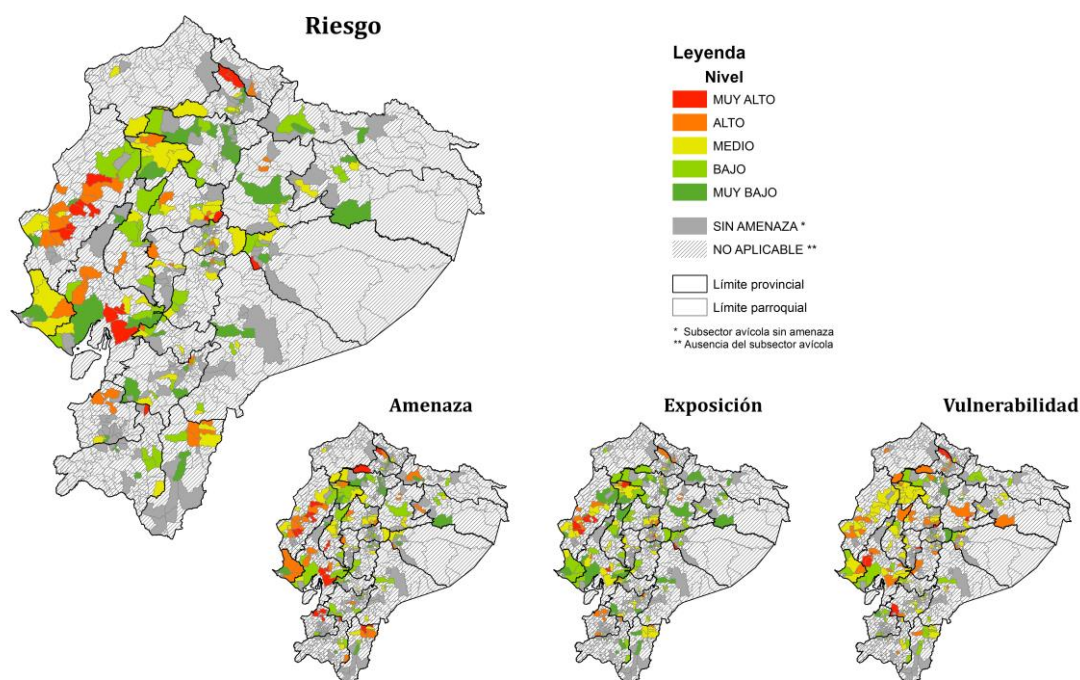 Riesgo
Leyenda
Nivel
MUY ALTO
ALTO
MEDIO
BAJO
MUY BAJO
SIN AMENAZA *
NO APLICABLE **
Límite provincial
Límite parroquial
* Subsector avícola sin amenaza
** Ausencia del subsector avícola
Amenaza
Exposición
Vulnerabilidad